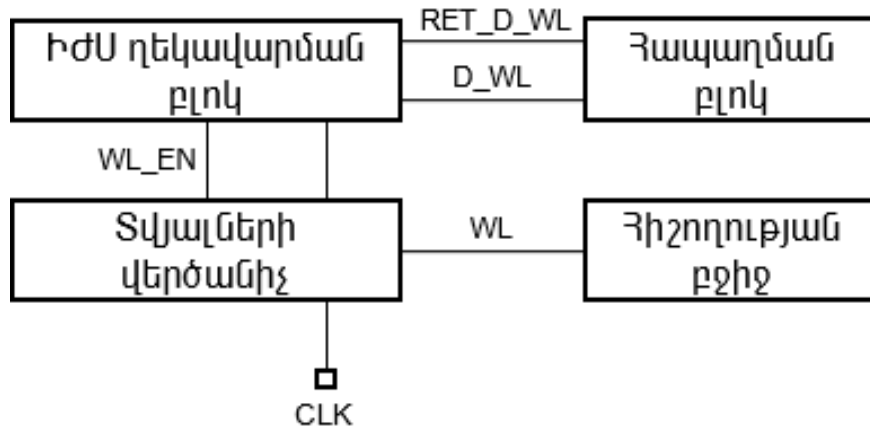 ԻԺՍ ղեկավարման
բլոկ
RET_D_WL
D_WL
Հապաղման
բլոկ
WL_EN
Տվյալների
վերծանիչ
WL
Հիշողության
բջիջ
CLK